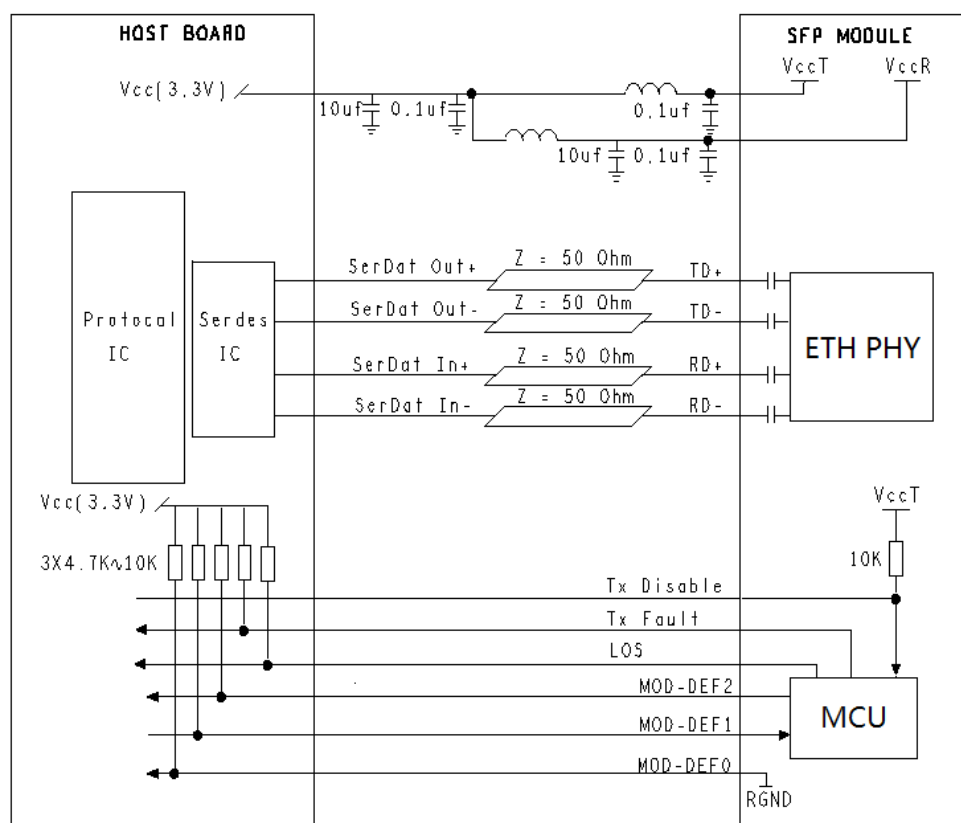 HOST BOARD
SFP MODULE
VccT
VccR
Vcc(3.3V)
10uf
0.1uf
0.1uf
10uf
0.1uf
SerDat Out+
Z = 50 Ohm
TD+
SerDat Out-
Z = 50 Ohm
TD-
Protocal
IC
Serdes
IC
ETH PHY
SerDat In+
Z = 50 Ohm
RD+
SerDat In-
Z = 50 Ohm
RD-
Vcc(3.3V)
VccT
3X4.7K~10K
10K
Tx Disable
Tx Fault
LOS
MOD-DEF2
MCU
MOD-DEF1
MOD-DEF0
RGND